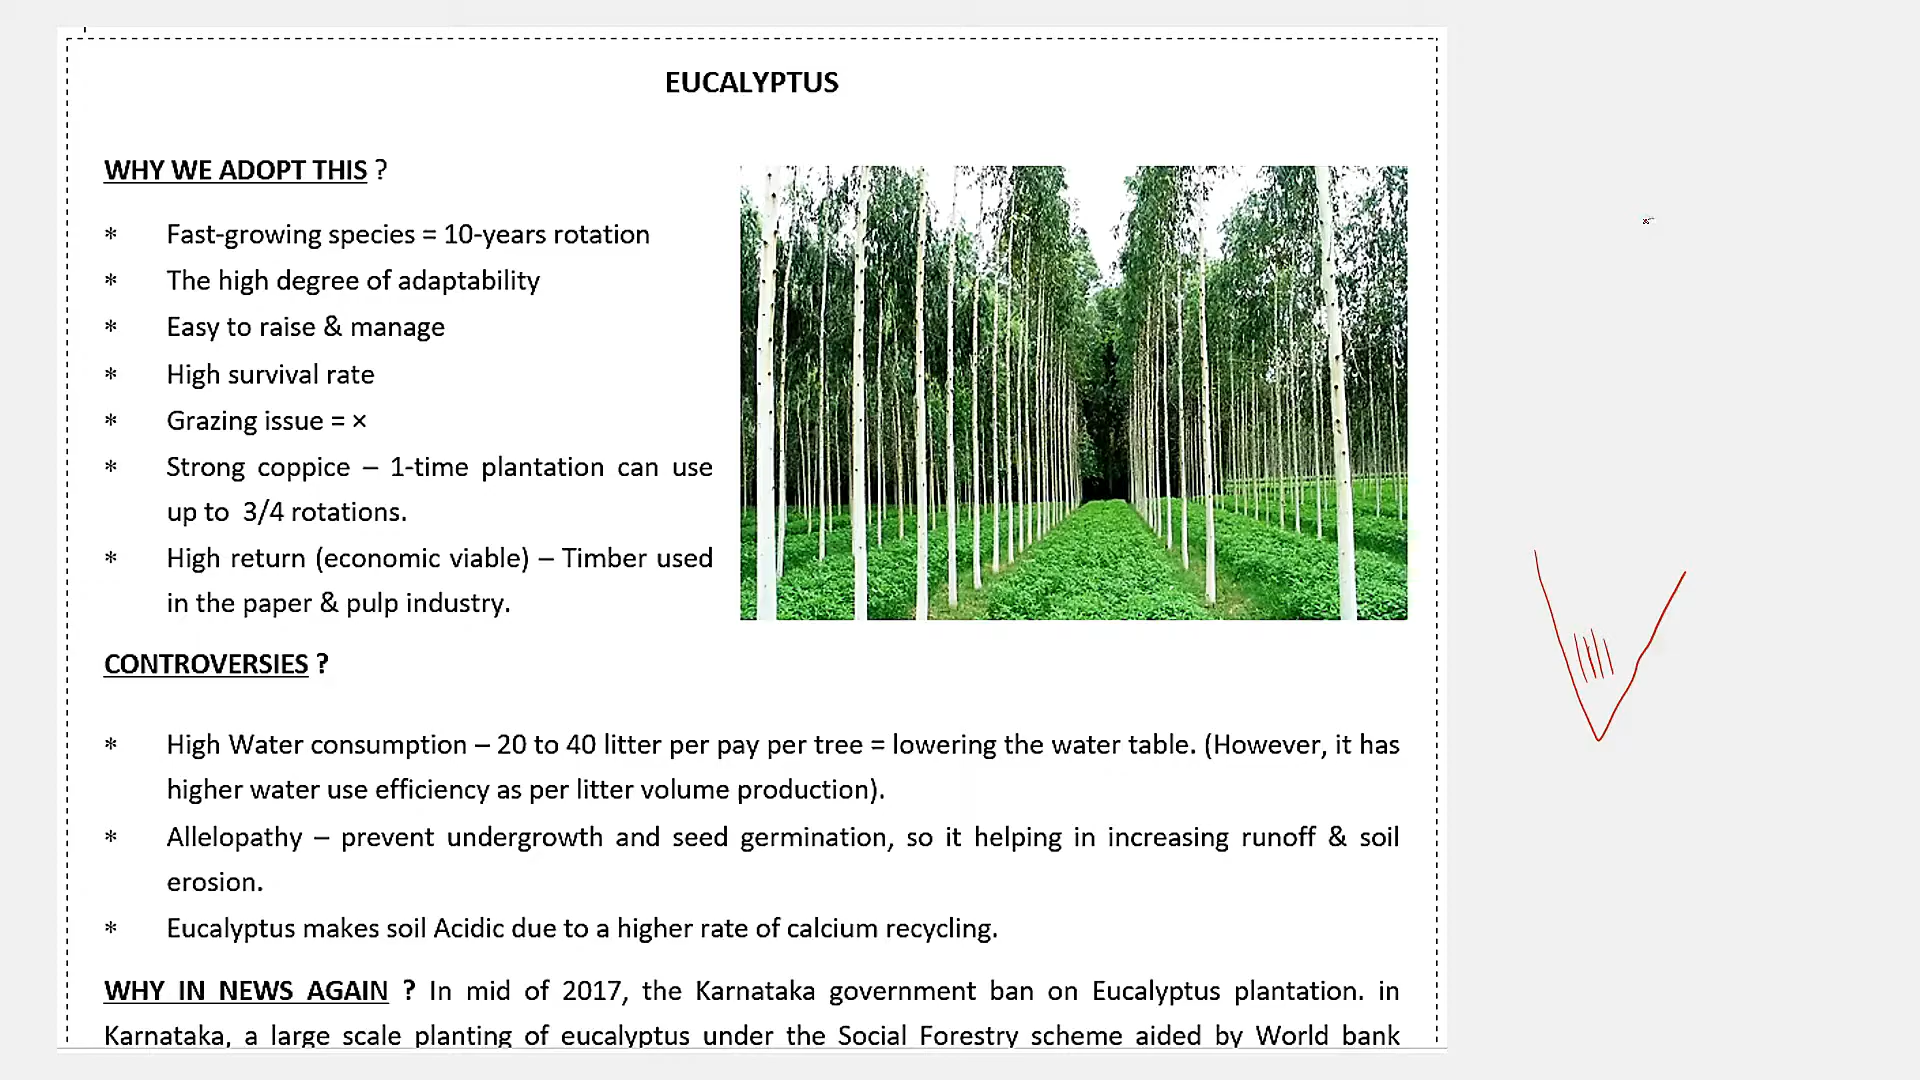 EUCALYPTUS
WHY WE ADOPT THIS ?
* Fast-growing species = 10-years rotation
* The high degree of adaptability
* Easy to raise & manage
* High survival rate
* Grazing issue = ×
* Strong coppice – 1-time plantation can use
up to 3/4 rotations.
* High return (economic viable) – Timber used
in the paper & pulp industry.
CONTROVERSIES ?
* High Water consumption – 20 to 40 litter per pay per tree = lowering the water table. (However, it has
higher water use efficiency as per litter volume production).
* Allelopathy – prevent undergrowth and seed germination, so it helping in increasing runoff & soil
erosion.
* Eucalyptus makes soil Acidic due to a higher rate of calcium recycling.
WHY IN NEWS AGAIN ? In mid of 2017, the Karnataka government ban on Eucalyptus plantation. in
Karnataka, a large scale planting of eucalyptus under the Social Forestry scheme aided by World bank